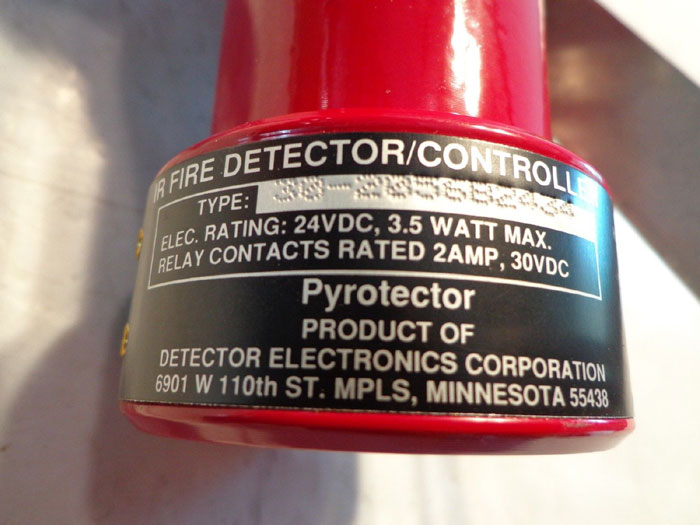 IR FIRE DETECTOR/CONTROLLE
TYPE:
ELEC. RATING: 24VDC, 3.5 WATT MAX.
RELAY CONTACTS RATED 2AMP, 30VDC
Pyrotector
PRODUCT OF
DETECTOR ELECTRONICS CORPORATION
6901 W 110th ST. MPLS, MINNESOTA 55438